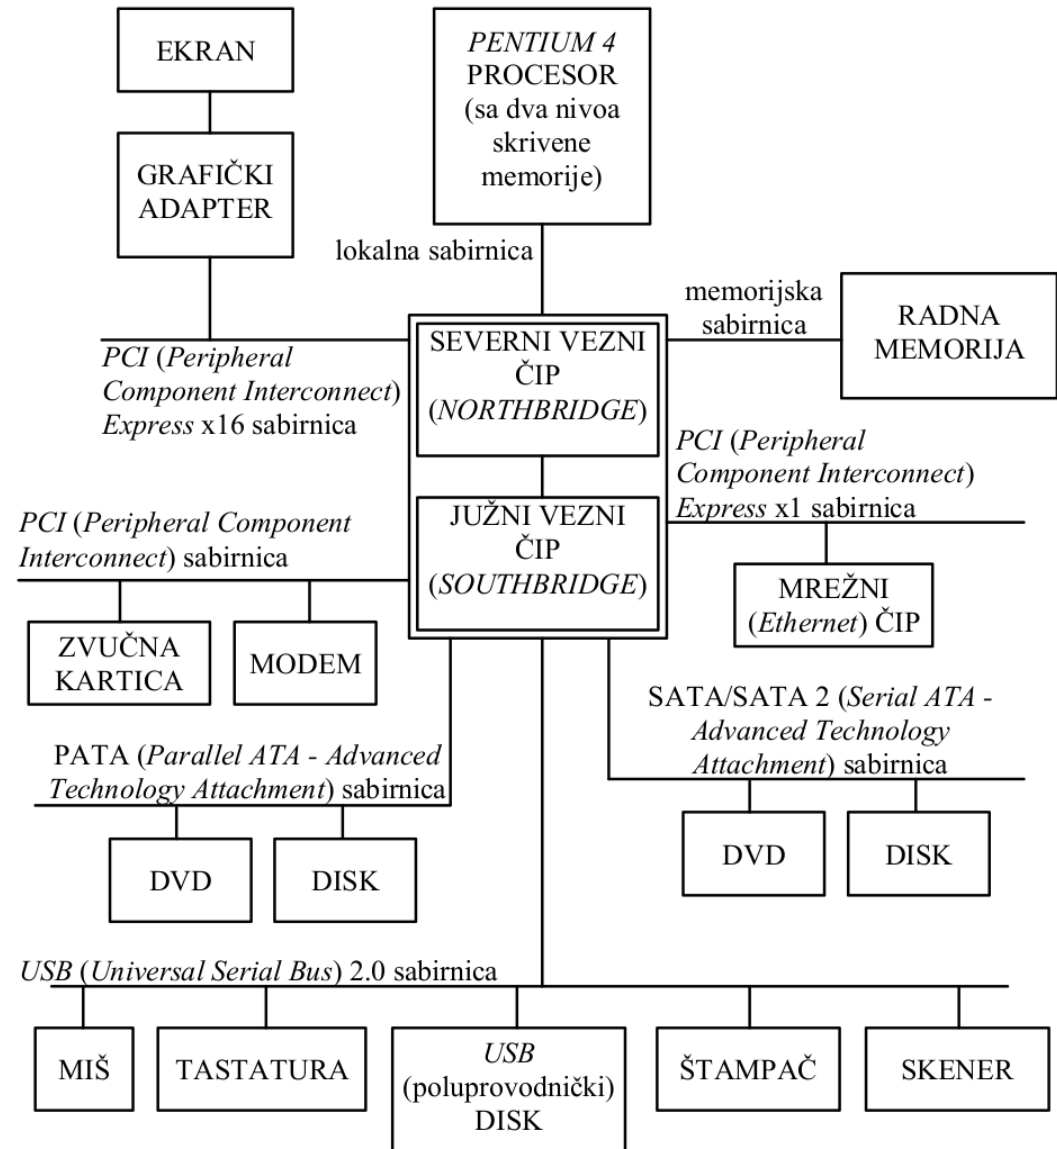 EKRAN
GRAFIČKI
ADAPTER
PENTIUM 4
PROCESOR
(sa dva nivoa
skrivene
memorije)
lokalna sabirnica
memorijska
sabirnica
RADNA
MEMORIJA
PCI (Peripheral
Component Interconnect)
Express x16 sabirnica
SEVERNI VEZNI
ČIP
(NORTHBRIDGE)
PCI (Peripheral
Component Interconnect)
Express x1 sabirnica
PCI (Peripheral Component
Interconnect) sabirnica
JUŽNI VEZNI
ČIP
(SOUTHBRIDGE)
MREŽNI
(Ethernet) ČIP
ZVUČNA
KARTICA
MODEM
PATA (Parallel ATA - Advanced
Technology Attachment) sabirnica
SATA/SATA 2 (Serial ATA -
Advanced Technology
Attachment) sabirnica
DVD
DISK
DVD
DISK
USB (Universal Serial Bus) 2.0 sabirnica
MIŠ
TASTATURA
USB
(poluprovodnički)
DISK
ŠTAMPAČ
SKENER